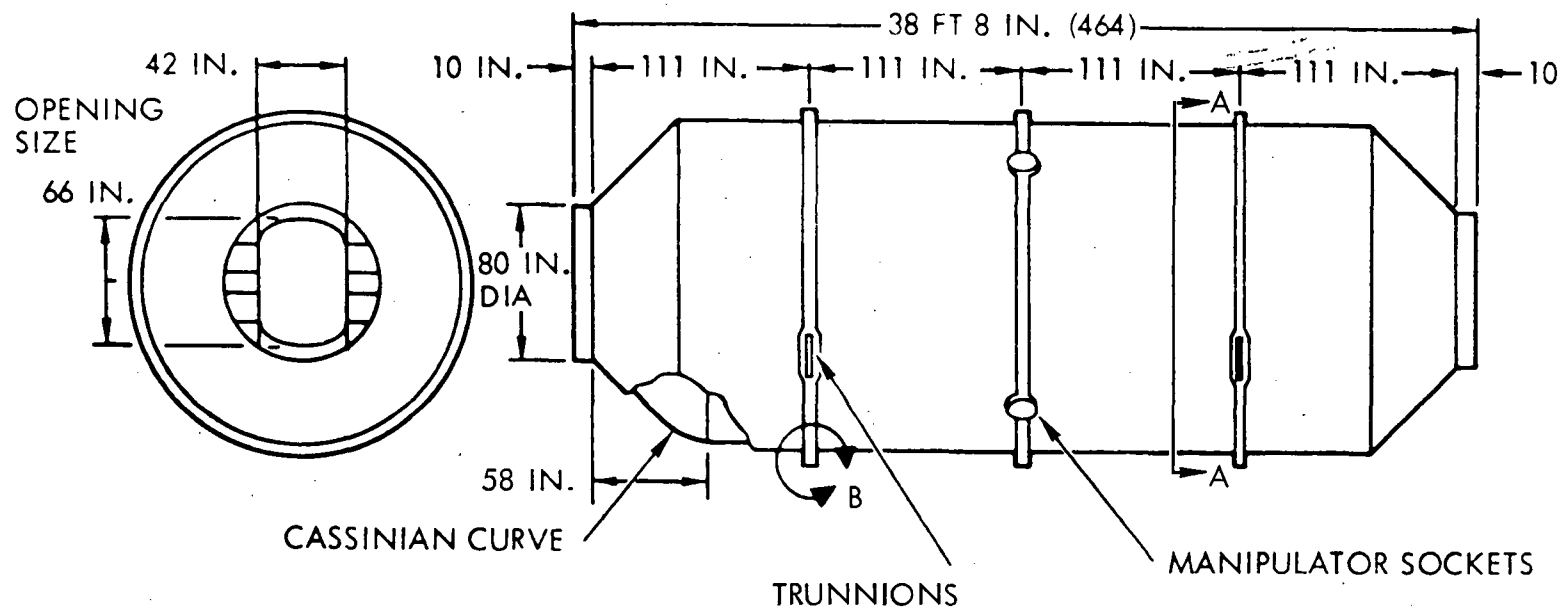 38 FT 8 IN. (464)
42 IN.
10 IN.
111 IN.
111 IN.
111 IN.
111 IN.
10
OPENING
SIZE
A
66 IN.
80 IN.
DIA
58 IN.
B
A
CASSINIAN CURVE
MANIPULATOR SOCKETS
TRUNNIONS